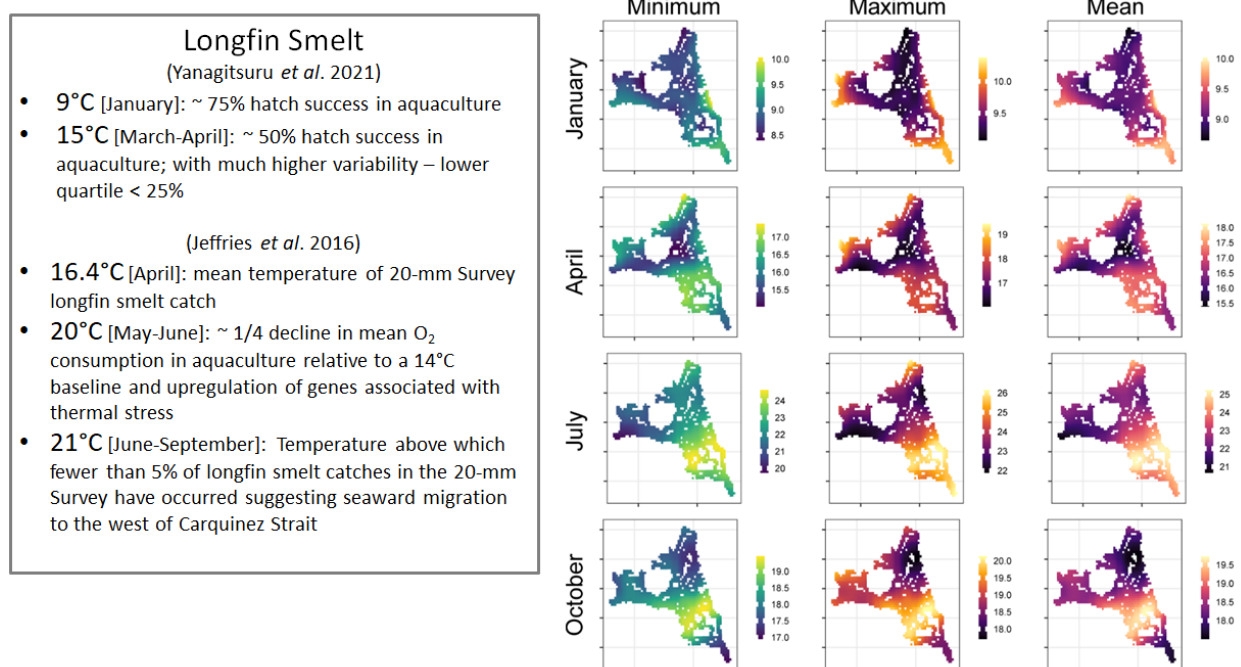 Longfin Smelt
(Yanagitsuru et al. 2021)
• 9°C [January]: ~ 75% hatch success in aquaculture
• 15°C [March-April]: ~ 50% hatch success in
aquaculture; with much higher variability – lower
quartile < 25%
(Jeffries et al. 2016)
• 16.4°C [April]: mean temperature of 20-mm Survey
longfin smelt catch
• 20°C [May-June]: ~ 1/4 decline in mean O₂
consumption in aquaculture relative to a 14°C
baseline and upregulation of genes associated with
thermal stress
• 21°C [June-September]: Temperature above which
fewer than 5% of longfin smelt catches in the 20-mm
Survey have occurred suggesting seaward migration
to the west of Carquinez Strait
Minimum Maximum Mean
January
10.0
9.5
9.0
8.5
10.0
9.5
10.0
9.5
9.0
April
17.0
16.5
16.0
15.5
19
18
17
18.0
17.5
17.0
16.5
16.0
15.5
July
24
23
22
21
20
26
25
24
23
22
25
24
23
22
21
October
19.0
18.5
18.0
17.5
17.0
20.0
19.5
19.0
18.5
18.0
19.5
19.0
18.5
18.0